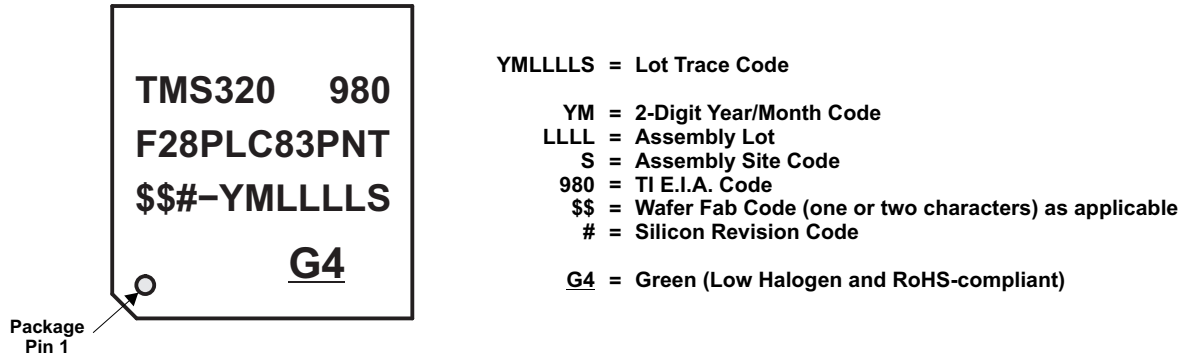 TMS320 980
F28PLC83PNT
$$#−YMLLLLS
G4
Package
Pin 1
YMLLLLS = Lot Trace Code
YM = 2-Digit Year/Month Code
LLLL = Assembly Lot
S = Assembly Site Code
980 = TI E.I.A. Code
$$ = Wafer Fab Code (one or two characters) as applicable
# = Silicon Revision Code
G4 = Green (Low Halogen and RoHS-compliant)